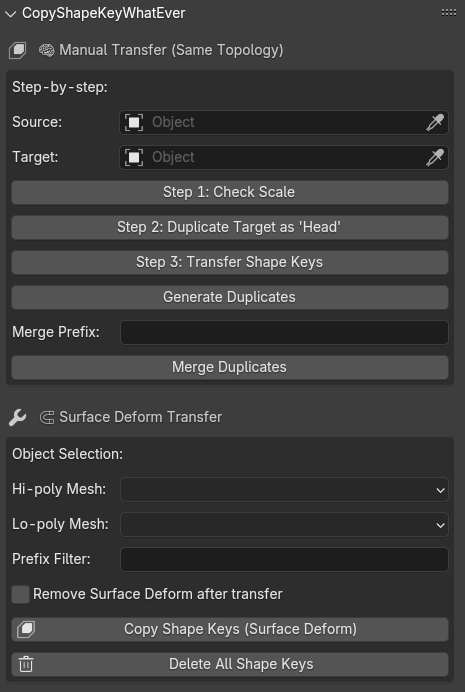 CopyShapeKeyWhatEver
Manual Transfer (Same Topology)
Step-by-step:
Source: Object
Target: Object
Step 1: Check Scale
Step 2: Duplicate Target as 'Head'
Step 3: Transfer Shape Keys
Generate Duplicates
Merge Prefix:
Merge Duplicates
Surface Deform Transfer
Object Selection:
Hi-poly Mesh:
Lo-poly Mesh:
Prefix Filter:
Remove Surface Deform after transfer
Copy Shape Keys (Surface Deform)
Delete All Shape Keys